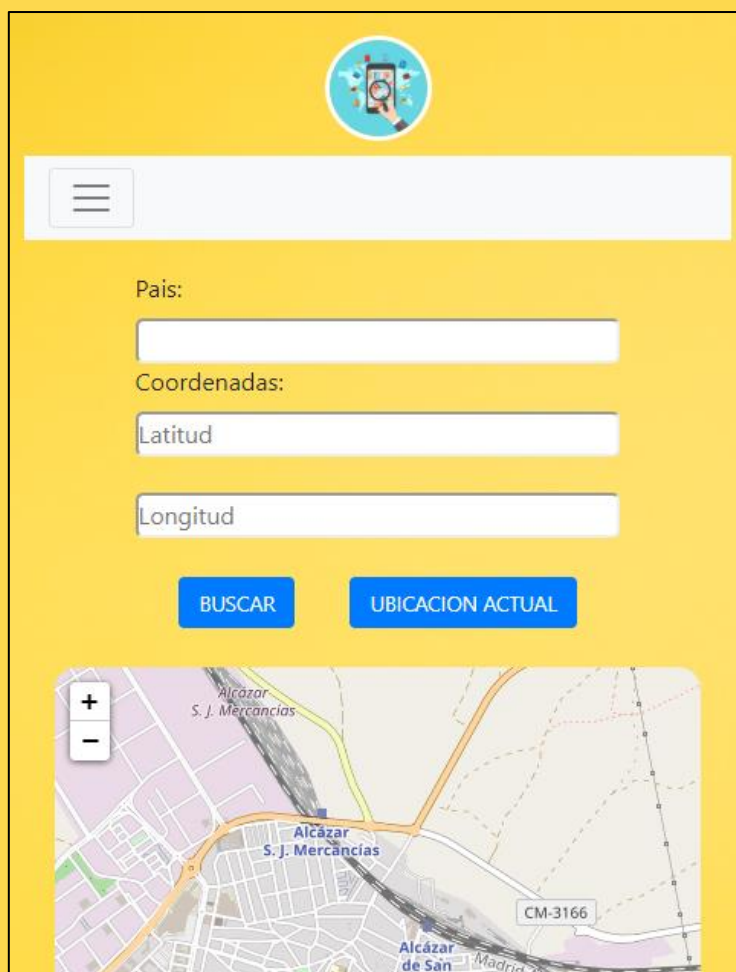 Pais:
Coordenadas:
Latitud
Longitud
BUSCAR
UBICACION ACTUAL
+
−
Alcázar
S. J. Mercancías
Alcázar
S. J. Mercancías
CM-3166
Alcázar
de San
Madrid